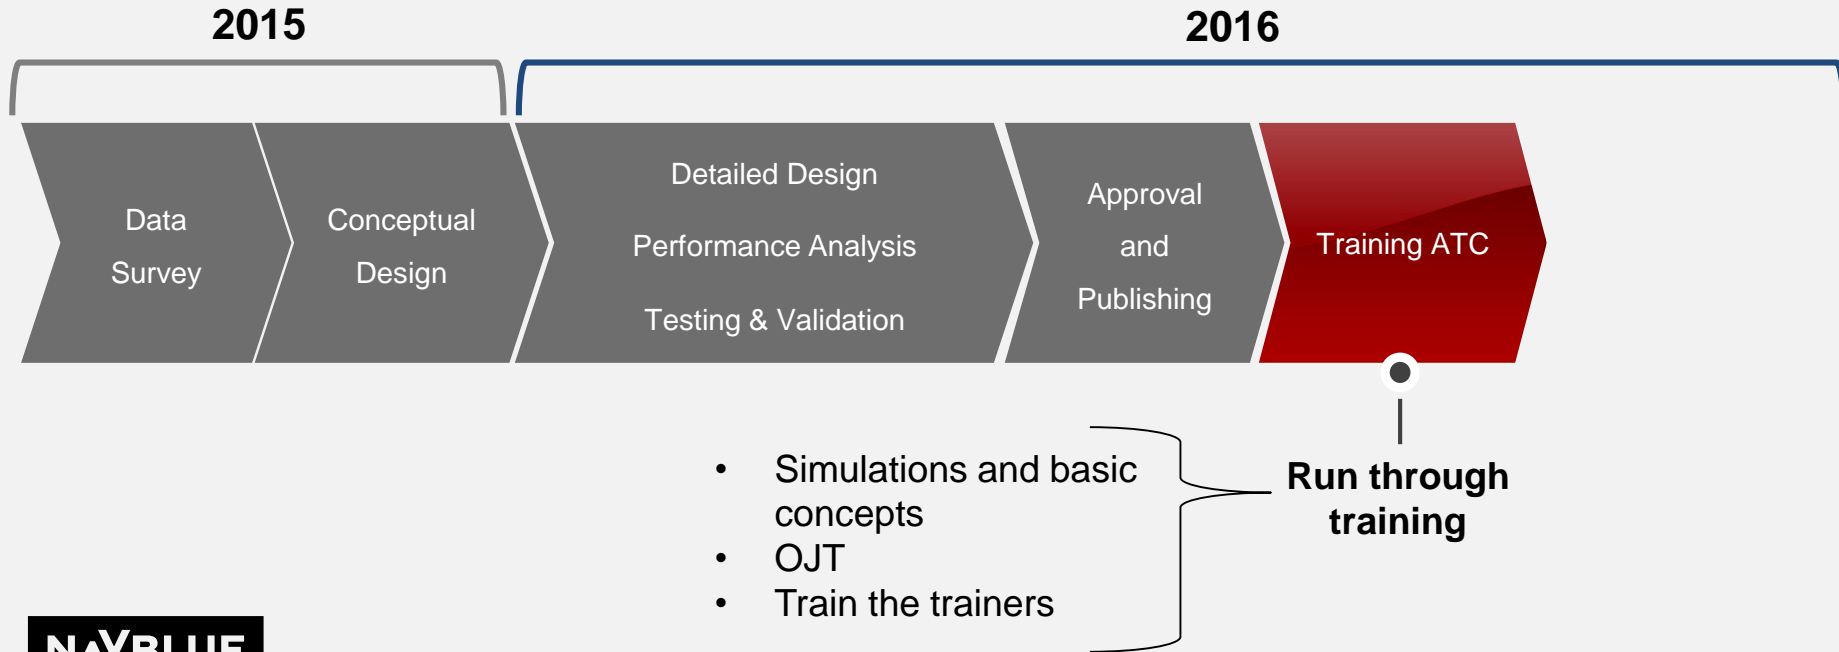 2015
2016
Data
Survey
Conceptual
Design
Detailed Design
Performance Analysis
Testing & Validation
Approval
and
Publishing
Training ATC
• Simulations and basic
concepts
• OJT
• Train the trainers
Run through
training
NAVBLUE